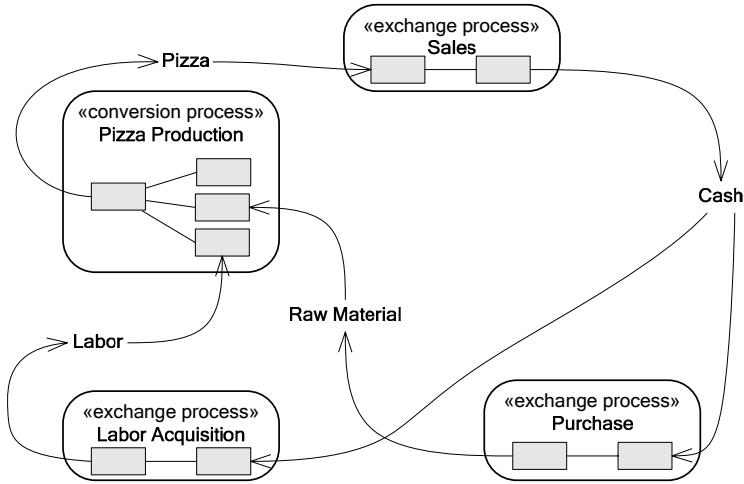 «exchange process»
Sales
Pizza
«conversion process»
Pizza Production
Cash
Raw Material
Labor
«exchange process»
Labor Acquisition
«exchange process»
Purchase